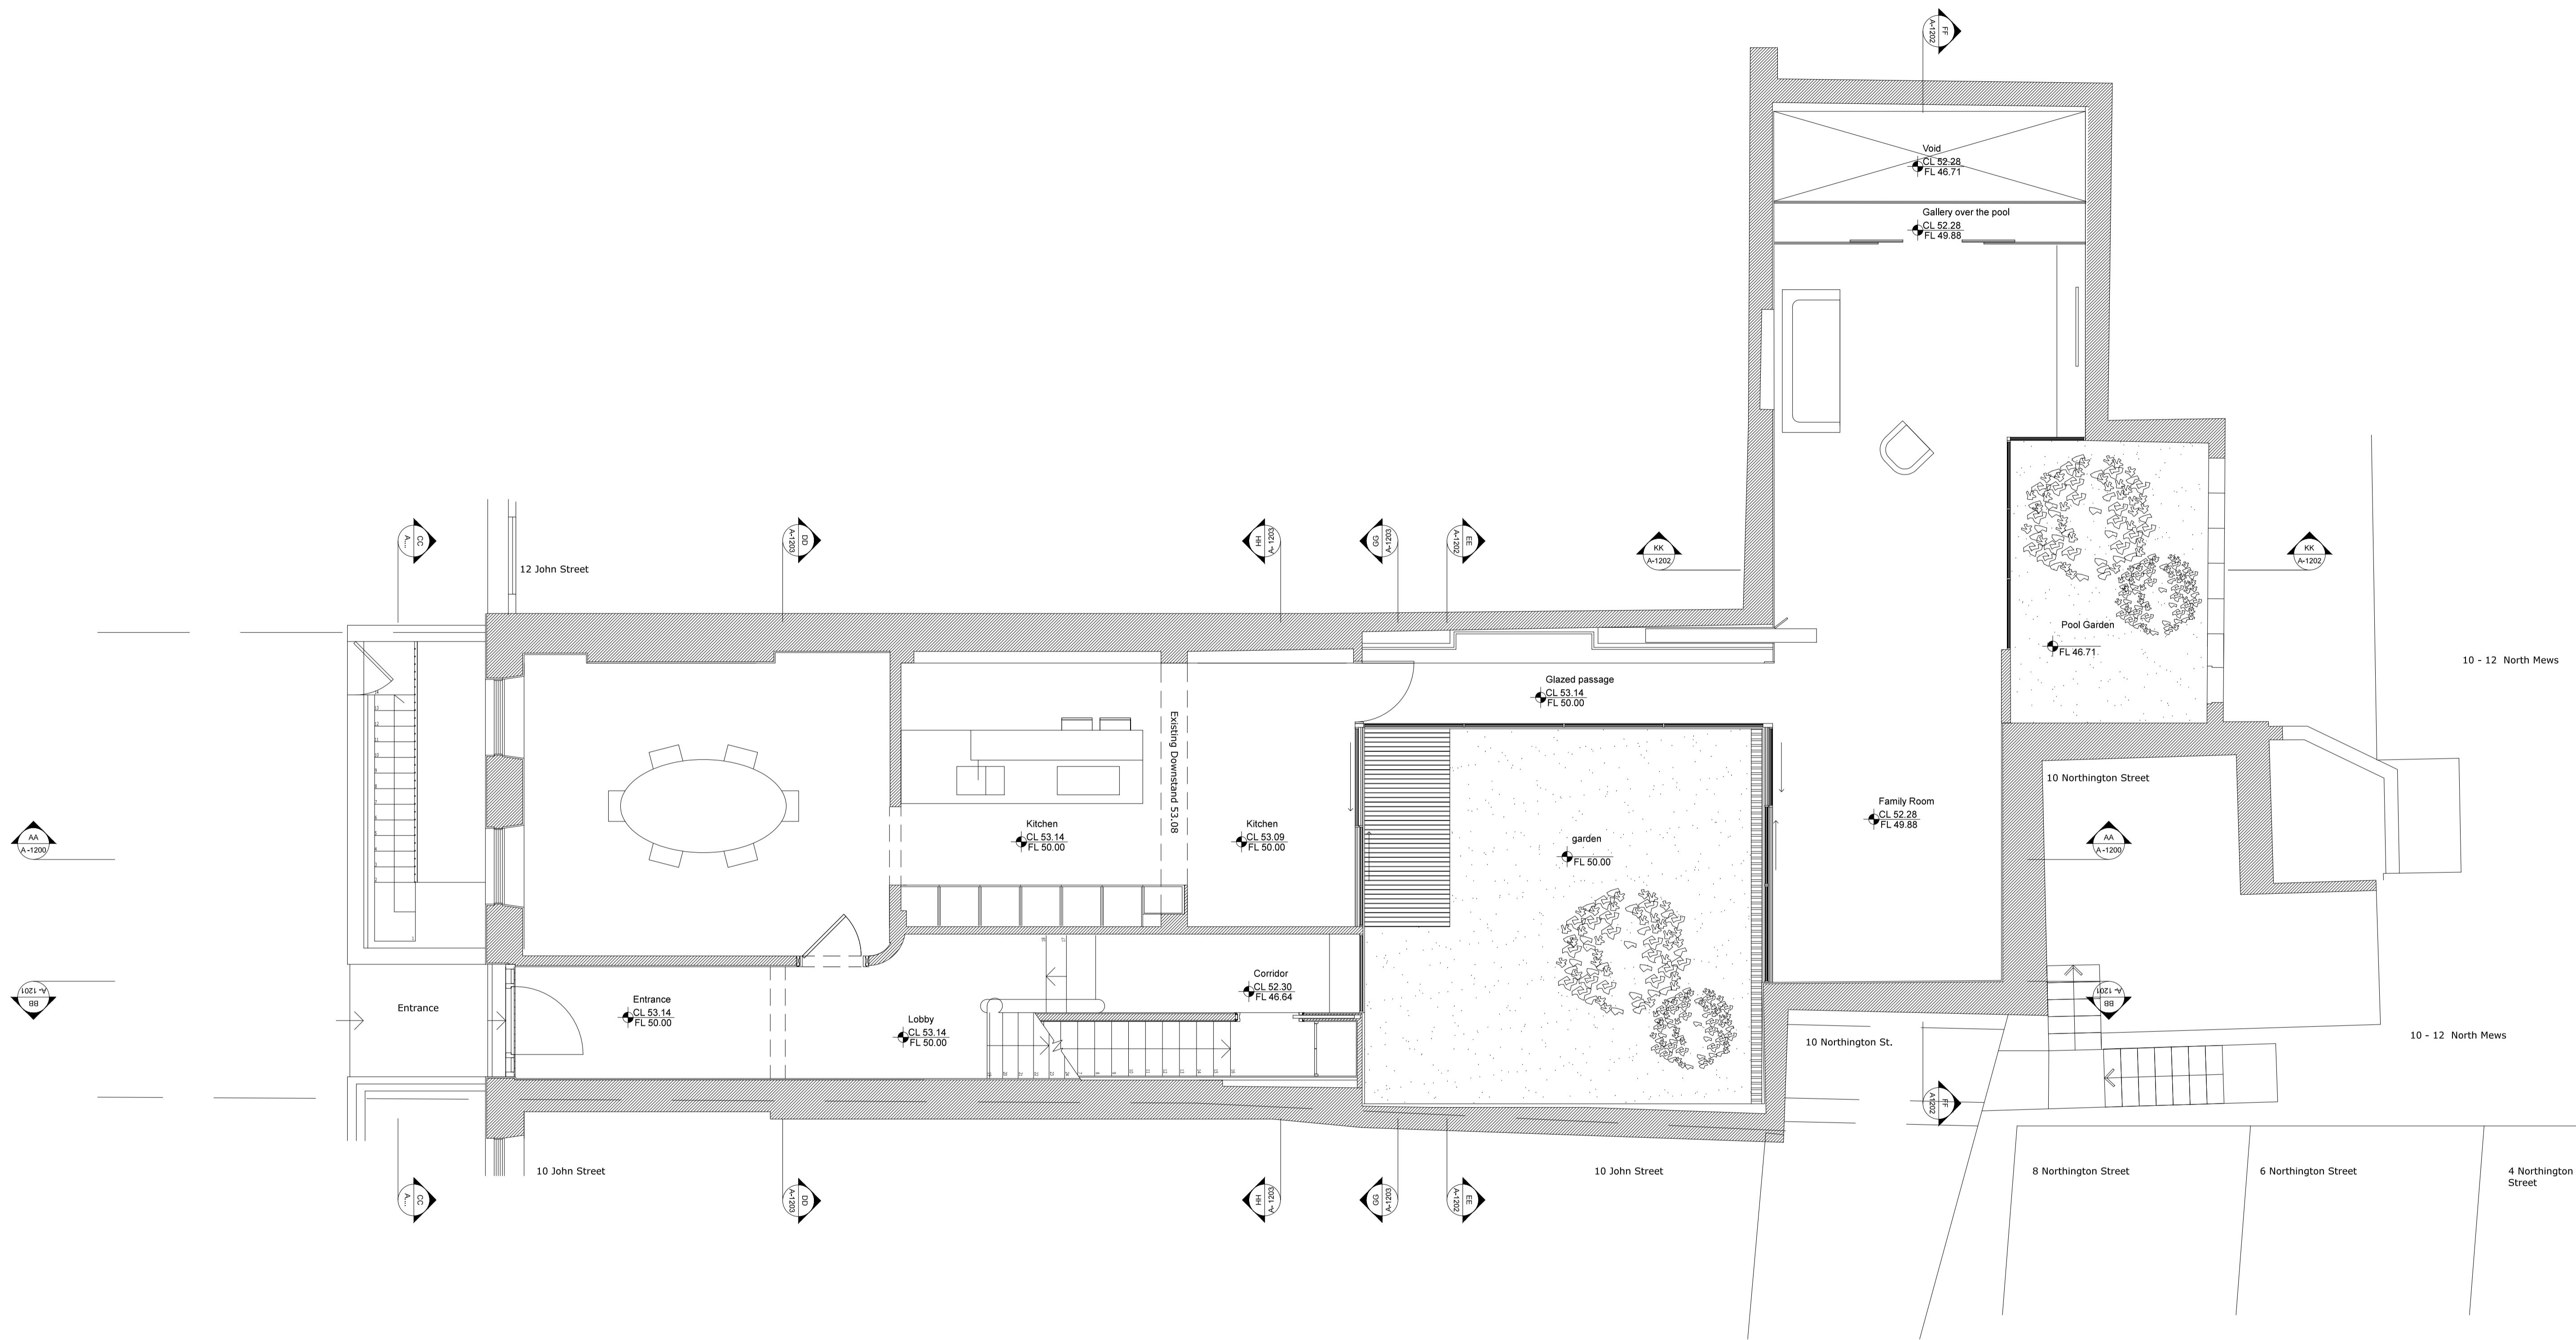 FF
A-1202
Void
CL 52.28
FL 46.71
Gallery over the pool
CL 52.28
FL 49.88
CC
A...
DD
A-1203
HH
A-1203
GG
A-1203
EE
A-1202
KK
A-1202
KK
A-1202
12 John Street
Pool Garden
FL 46.71
10 - 12 North Mews
Glazed passage
CL 53.14
FL 50.00
Existing Downstand 53.08
10 Northington Street
Family Room
CL 52.28
FL 49.88
Kitchen
CL 53.14
FL 50.00
Kitchen
CL 53.09
FL 50.00
garden
FL 50.00
AA
A-1200
AA
A-1200
Corridor
CL 52.30
FL 46.64
BB
A-1201
BB
A-1201
Entrance
Entrance
CL 53.14
FL 50.00
Lobby
CL 53.14
FL 50.00
10 Northington St.
10 - 12 North Mews
FF
A1202
10 John Street
10 John Street
8 Northington Street
6 Northington Street
4 Northington
Street
CC
A...
DD
A-1203
HH
A-1203
GG
A-1203
EE
A-1202